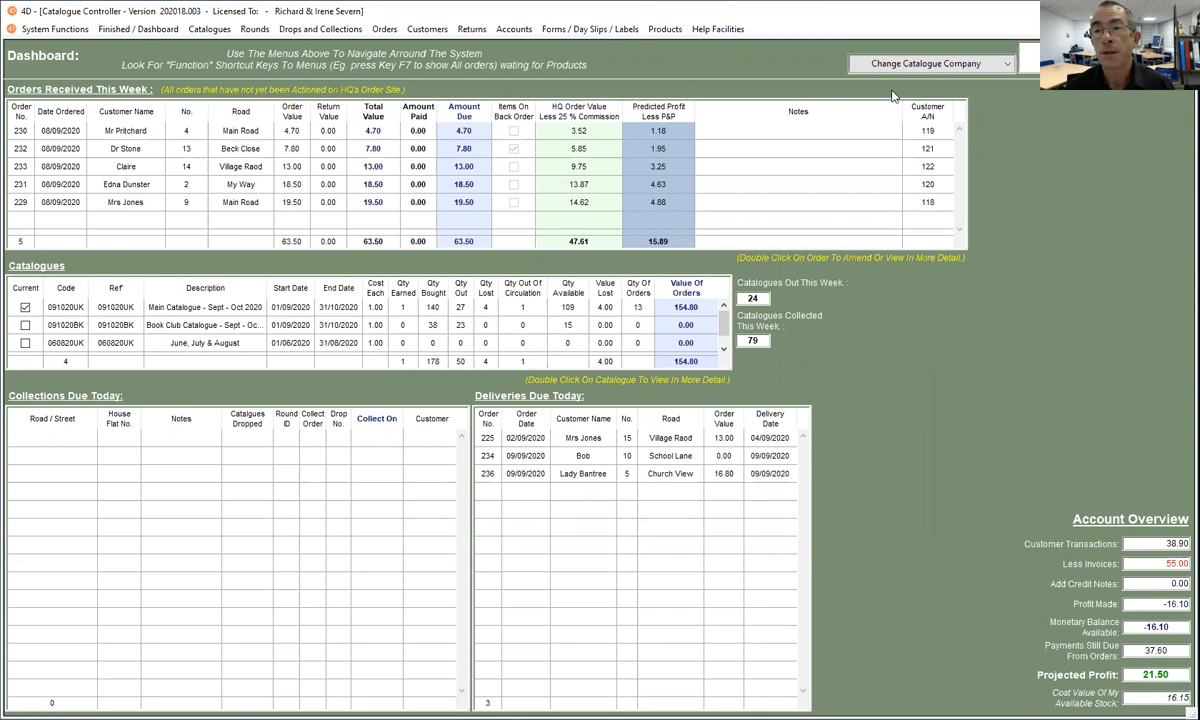 4D - [Catalogue Controller - Version 202018.003 - Licensed To: - Richard & Irene Severn]
System Functions Finished / Dashboard Catalogues Rounds Drops and Collections Orders Customers Returns Accounts Forms / Day Slips / Labels Products Help Facilities
Dashboard:
Use The Menus Above To Navigate Arround The System
Look For "Function" Shortcut Keys To Menus (Eg press Key F7 to show All orders) wating for Products
Change Catalogue Company
Orders Received This Week : (All orders that have not yet been Actioned on HQ's Order Site.)
Order No. Date Ordered Customer Name No. Road Order Value Return Value Total Value Amount Paid Amount Due Items On Back Order HQ Order Value Less 25 % Commission Predicted Profit Less P&P Notes Customer A/N
230 08/09/2020 Mr Pritchard 4 Main Road 4.70 0.00 4.70 0.00 4.70 3.52 1.18 119
232 08/09/2020 Dr Stone 13 Beck Close 7.80 0.00 7.80 0.00 7.80 5.85 1.95 121
233 08/09/2020 Claire 14 Village Raod 13.00 0.00 13.00 0.00 13.00 9.75 3.25 122
231 08/09/2020 Edna Dunster 2 My Way 18.50 0.00 18.50 0.00 18.50 13.87 4.63 120
229 08/09/2020 Mrs Jones 9 Main Road 19.50 0.00 19.50 0.00 19.50 14.62 4.88 118
5 63.50 0.00 63.50 0.00 63.50 47.61 15.89
(Double Click On Order To Amend Or View In More Detail.)
Catalogues
Current Code Ref' Description Start Date End Date Cost Each Qty Earned Qty Bought Qty Out Qty Lost Qty Out Of Circulation Qty Available Value Lost Qty Of Orders Value Of Orders
091020UK 091020UK Main Catalogue - Sept - Oct 2020 01/09/2020 31/10/2020 1.00 1 140 27 4 1 109 4.00 13 154.80
091020BK 091020BK Book Club Catalogue - Sept - Oc... 01/09/2020 31/10/2020 1.00 0 38 23 0 0 15 0.00 0 0.00
060820UK 060820UK June, July & August 01/06/2020 31/08/2020 1.00 0 0 0 0 0 0 0.00 0 0.00
4 1 178 50 4 1 4.00 154.80
Catalogues Out This Week. :
24
Catalogues Collected
This Week. :
79
(Double Click On Catalogue To View In More Detail.)
Collections Due Today:
Road / Street House Flat No. Notes Catalgues Dropped Round ID Collect Order Drop No. Collect On Customer
0
Deliveries Due Today:
Order No. Order Date Customer Name No. Road Order Value Delivery Date
225 02/09/2020 Mrs Jones 15 Village Raod 13.00 04/09/2020
234 09/09/2020 Bob 10 School Lane 0.00 09/09/2020
236 09/09/2020 Lady Bantree 5 Church View 16.80 09/09/2020
3
Account Overview
Customer Transactions: 38.90
Less Invoices: 55.00
Add Credit Notes: 0.00
Profit Made: -16.10
Monetary Balance
Available: -16.10
Payments Still Due
From Orders: 37.60
Projected Profit: 21.50
Cost Value Of My
Available Stock: 16.15